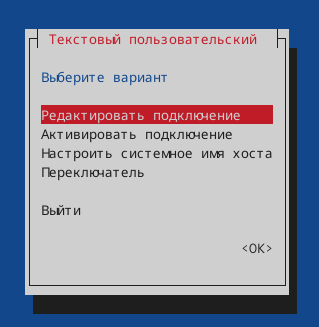 Текстовый пользовательский
Выберите вариант
Редактировать подключение
Активировать подключение
Настроить системное имя хоста
Переключатель
Выйти
<OK>